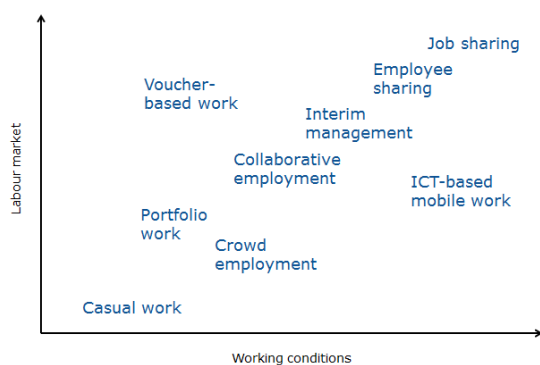 Job sharing
Employee
sharing
Voucher-
based work
Interim
management
Collaborative
employment
ICT-based
mobile work
Portfolio
work
Crowd
employment
Casual work
Labour market
Working conditions